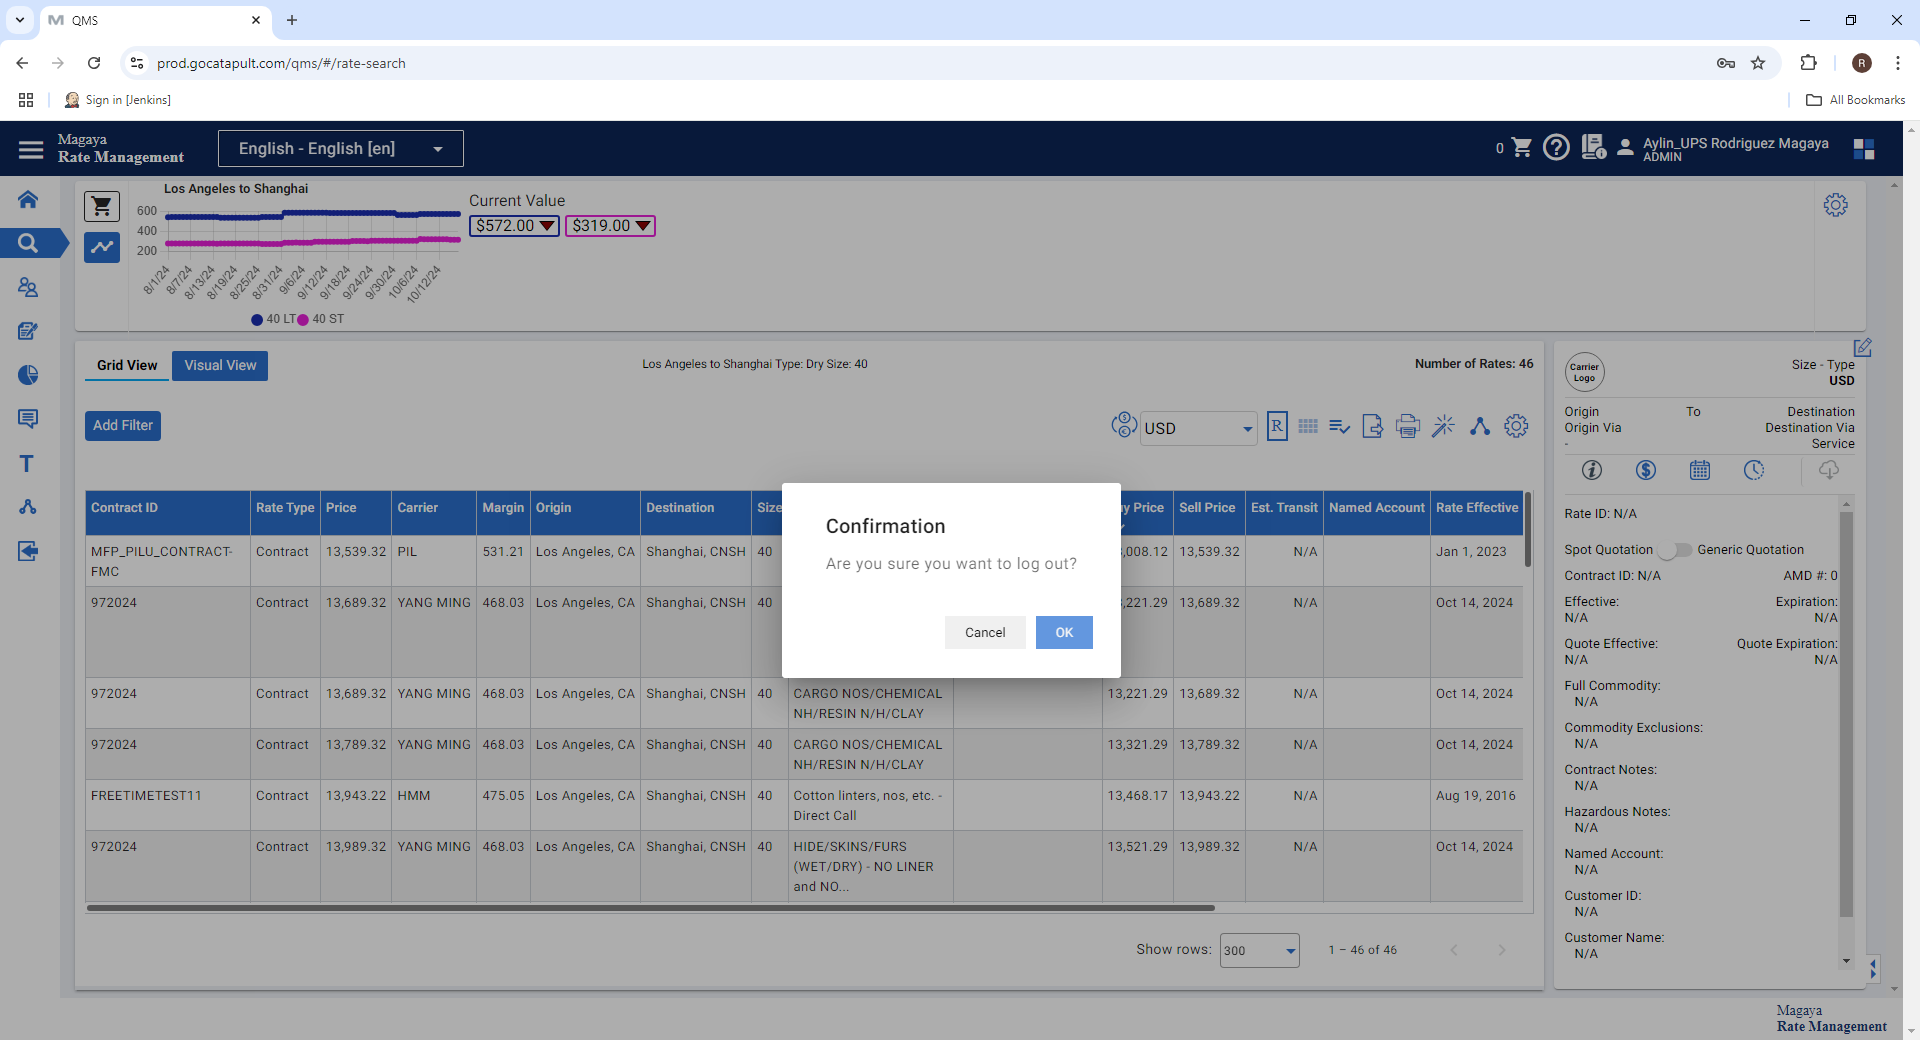 QMS
prod.gocatapult.com/qms/#/rate-search
R
Sign in [Jenkins]
All Bookmarks
Magaya
Rate Management
English - English [en]
0
Aylin_UPS Rodriguez Magaya
ADMIN
Los Angeles to Shanghai
600
400
200
8/1/24
8/7/24
8/13/24
8/19/24
8/25/24
8/31/24
9/6/24
9/12/24
9/18/24
9/24/24
9/30/24
10/6/24
10/12/24
40 LT
40 ST
Current Value
$572.00
$319.00
Grid View
Visual View
Los Angeles to Shanghai Type: Dry Size: 40
Number of Rates: 46
Add Filter
USD
R
Contract ID Rate Type Price Carrier Margin Origin Destination Size Price Sell Price Est. Transit Named Account Rate Effective
MFP_PILU_CONTRACT-
FMC
Contract 13,539.32 PIL 531.21 Los Angeles, CA Shanghai, CNSH 40 008.12 13,539.32 N/A Jan 1, 2023
972024 Contract 13,689.32 YANG MING 468.03 Los Angeles, CA Shanghai, CNSH 40 221.29 13,689.32 N/A Oct 14, 2024
972024 Contract 13,689.32 YANG MING 468.03 Los Angeles, CA Shanghai, CNSH 40 CARGO NOS/CHEMICAL 13,221.29 13,689.32 N/A Oct 14, 2024
NH/RESIN N/H/CLAY
972024 Contract 13,789.32 YANG MING 468.03 Los Angeles, CA Shanghai, CNSH 40 CARGO NOS/CHEMICAL 13,321.29 13,789.32 N/A Oct 14, 2024
NH/RESIN N/H/CLAY
FREETIMETEST11 Contract 13,943.22 HMM 475.05 Los Angeles, CA Shanghai, CNSH 40 Cotton linters, nos, etc. - 13,468.17 13,943.22 N/A Aug 19, 2016
Direct Call
972024 Contract 13,989.32 YANG MING 468.03 Los Angeles, CA Shanghai, CNSH 40 HIDE/SKINS/FURS 13,521.29 13,989.32 N/A Oct 14, 2024
(WET/DRY) - NO LINER
and NO...
Show rows: 300 1 – 46 of 46
Confirmation
Are you sure you want to log out?
Cancel
OK
Carrier
Logo
Size - Type
USD
Origin To Destination
Origin Via Destination Via
- Service
Rate ID: N/A
Spot Quotation Generic Quotation
Contract ID: N/A AMD #: 0
Effective: Expiration:
N/A N/A
Quote Effective: Quote Expiration:
N/A N/A
Full Commodity:
N/A
Commodity Exclusions:
N/A
Contract Notes:
N/A
Hazardous Notes:
N/A
Named Account:
N/A
Customer ID:
N/A
Customer Name:
N/A
Magaya
Rate Management